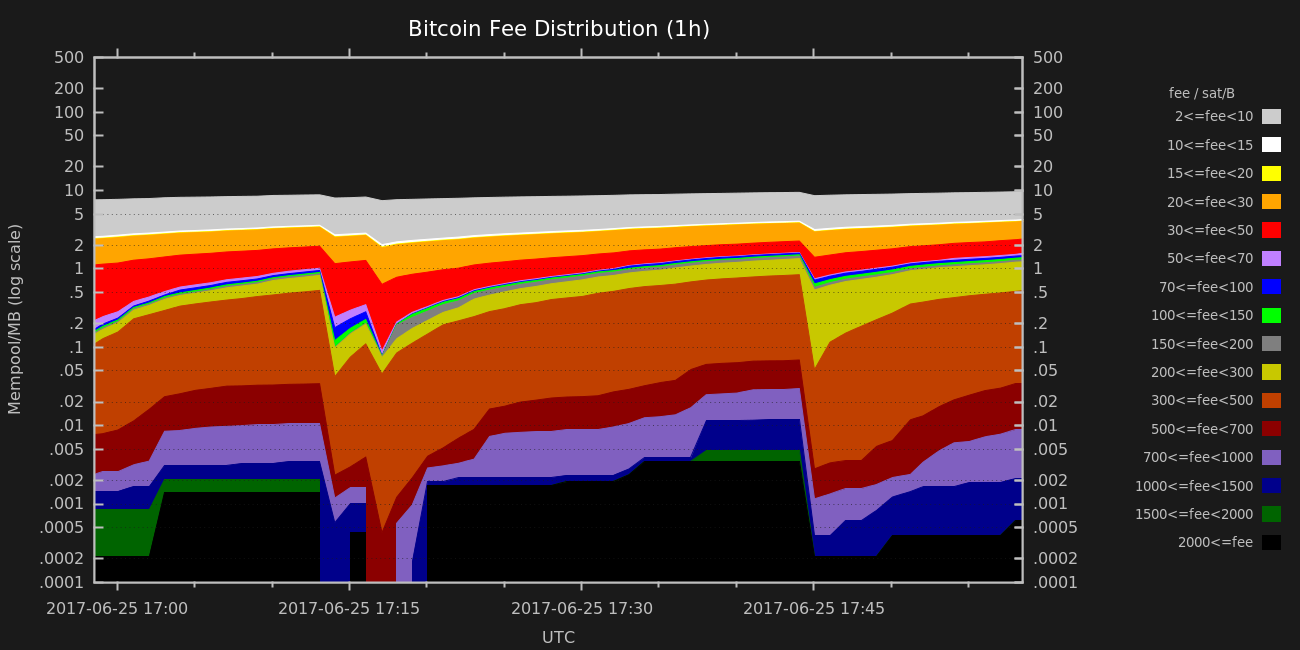 Bitcoin Fee Distribution (1h)
Mempool/MB (log scale)
500
200
100
50
20
10
5
2
1
.5
.2
.1
.05
.02
.01
.005
.002
.001
.0005
.0002
.0001
500
200
100
50
20
10
5
2
1
.5
.2
.1
.05
.02
.01
.005
.002
.001
.0005
.0002
.0001
2017-06-25 17:00
2017-06-25 17:15
2017-06-25 17:30
2017-06-25 17:45
UTC
fee / sat/B
2<=fee<10
10<=fee<15
15<=fee<20
20<=fee<30
30<=fee<50
50<=fee<70
70<=fee<100
100<=fee<150
150<=fee<200
200<=fee<300
300<=fee<500
500<=fee<700
700<=fee<1000
1000<=fee<1500
1500<=fee<2000
2000<=fee